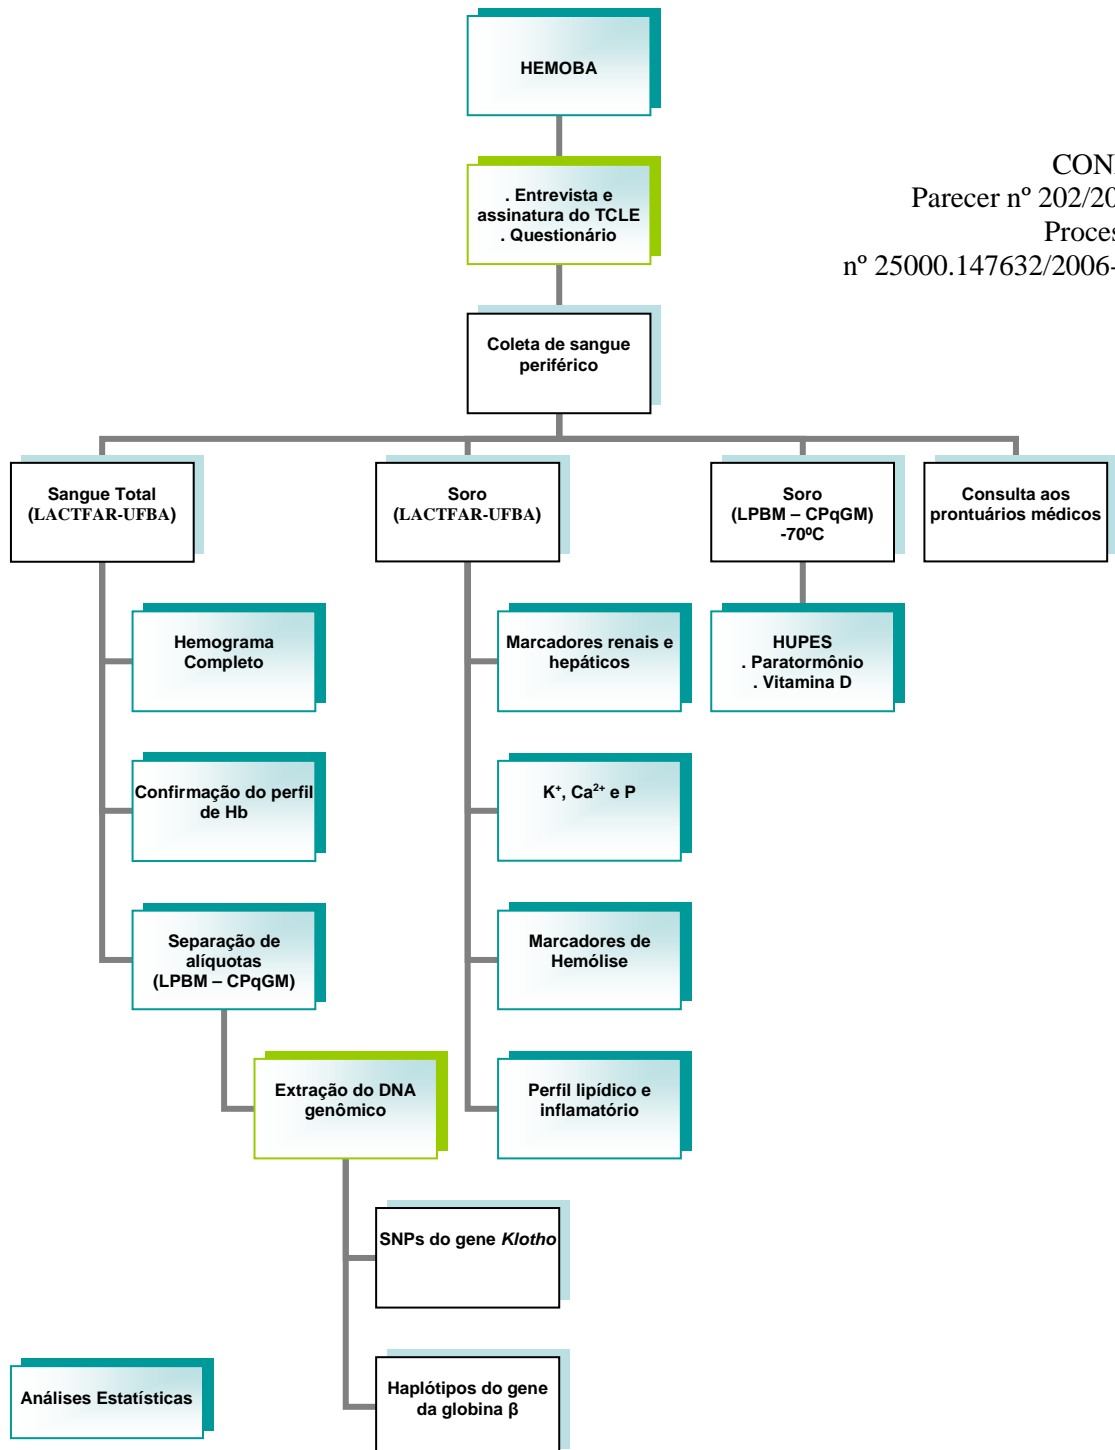 HEMOBA
. Entrevista e
assinatura do TCLE
. Questionário
Parecer nº 202/20
nº 25000.147632/2006-
Coleta de sangue
periférico
Sangue Total
(LACTFAR-UFBA)
Soro
(LACTFAR-UFBA)
Soro
(LPBM – CPqGM)
-70ºC
Consulta aos
prontuários médicos
Hemograma
Completo
Confirmação do perfil
de Hb
Separação de
alíquotas
(LPBM – CPqGM)
Marcadores renais e
hepáticos
K⁺, Ca²⁺ e P
Marcadores de
Hemólise
Perfil lipídico e
inflamatório
HUPES
. Paratormônio
. Vitamina D
Extração do DNA
genômico
SNPs do gene Klotho
Haplótipos do gene
da globina β
Análises Estatísticas